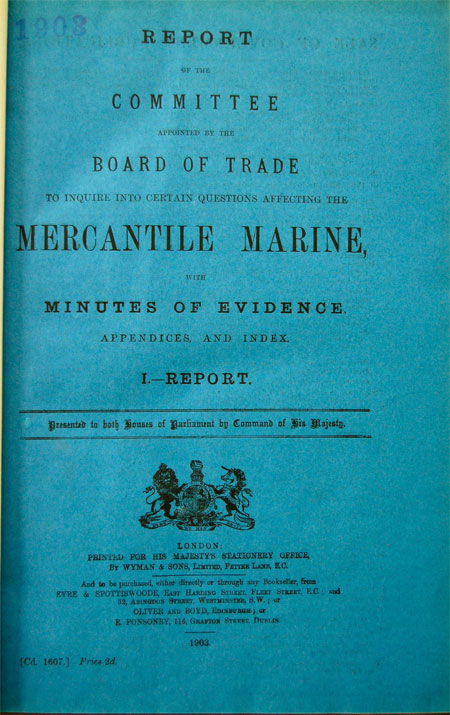 1903
REPORT
OF THE
COMMITTEE
APPOINTED BY THE
BOARD OF TRADE
TO INQUIRE INTO CERTAIN QUESTIONS AFFECTING THE
MERCANTILE MARINE,
WITH
MINUTES OF EVIDENCE,
APPENDICES, AND INDEX.
I.—REPORT.
Presented to both Houses of Parliament by Command of His Majesty.
LONDON:
PRINTED FOR HIS MAJESTY'S STATIONERY OFFICE,
BY WYMAN & SONS, LIMITED, FETTER LANE, E.C.
And to be purchased, either directly or through any Bookseller, from
EYRE & SPOTTISWOODE, EAST HARDING STREET, FLEET STREET, E.C.; and
32, ABINGDON STREET, WESTMINSTER, S.W.; or
OLIVER AND BOYD, EDINBURGH; or
E. PONSONBY, 116, GRAFTON STREET DUBLIN.
1903.
[Cd. 1607.] Price 2d.